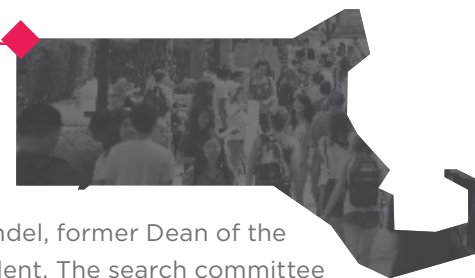 ndel, former Dean of the
lent. The search committee